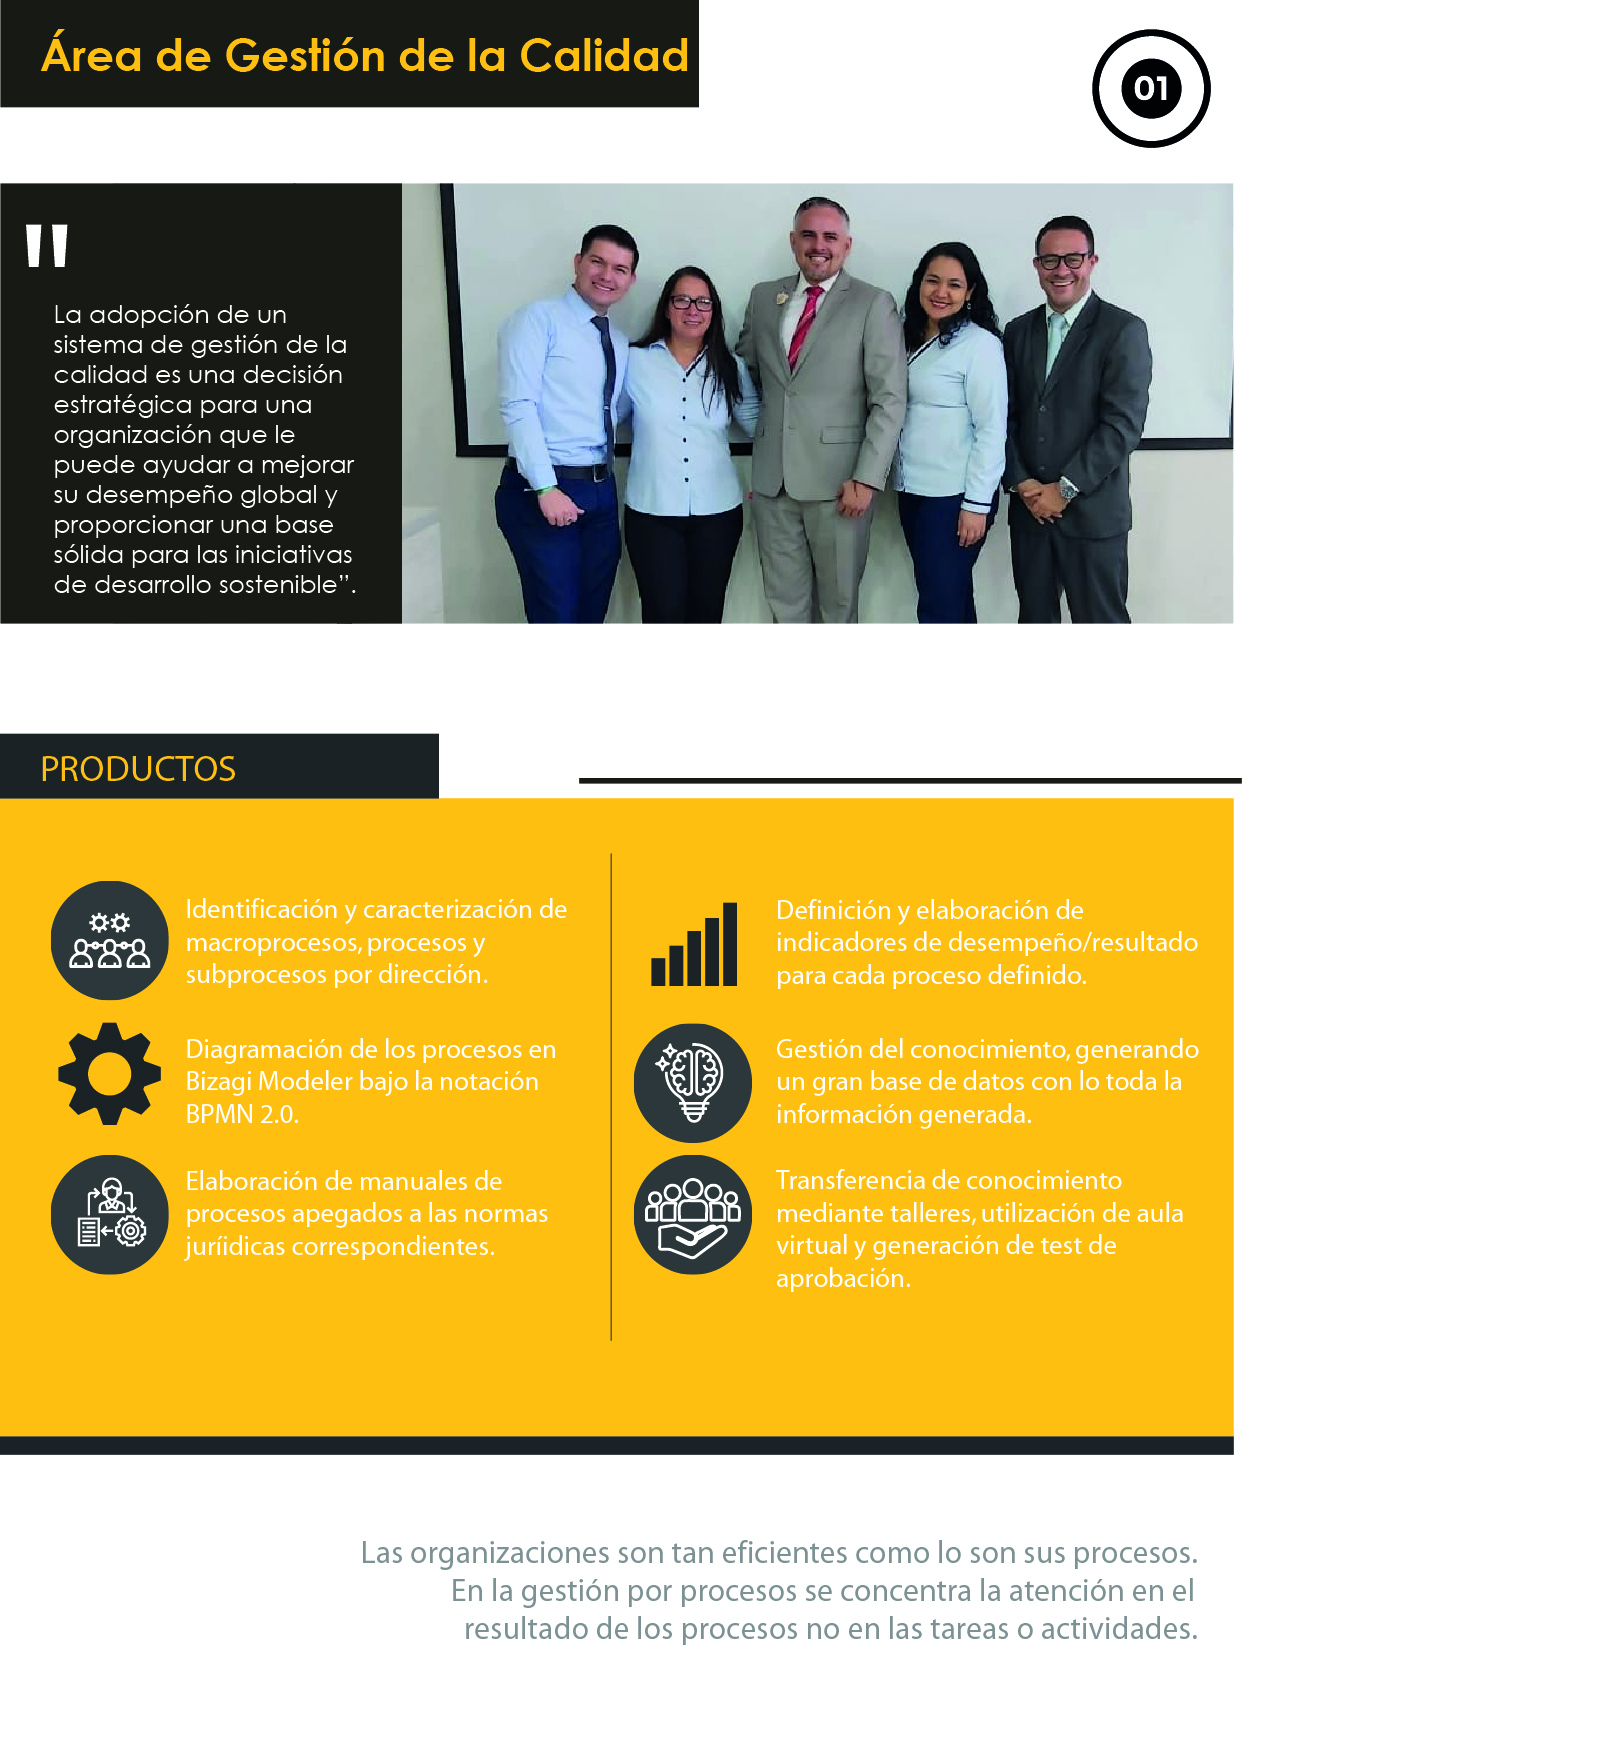 Área de Gestión de la Calidad
01
"
La adopción de un
sistema de gestión de la
calidad es una decisión
estratégica para una
organización que le
puede ayudar a mejorar
su desempeño global y
proporcionar una base
sólida para las iniciativas
de desarrollo sostenible”.
PRODUCTOS
Identificación y caracterización de
macroprocesos, procesos y
subprocesos por dirección.
Diagramación de los procesos en
Bizagi Modeler bajo la notación
BPMN 2.0.
Elaboración de manuales de
procesos apegados a las normas
juríidicas correspondientes.
Definición y elaboración de
indicadores de desempeño/resultado
para cada proceso definido.
Gestión del conocimiento, generando
un gran base de datos con lo toda la
información generada.
Transferencia de conocimiento
mediante talleres, utilización de aula
virtual y generación de test de
aprobación.
Las organizaciones son tan eficientes como lo son sus procesos.
En la gestión por procesos se concentra la atención en el
resultado de los procesos no en las tareas o actividades.